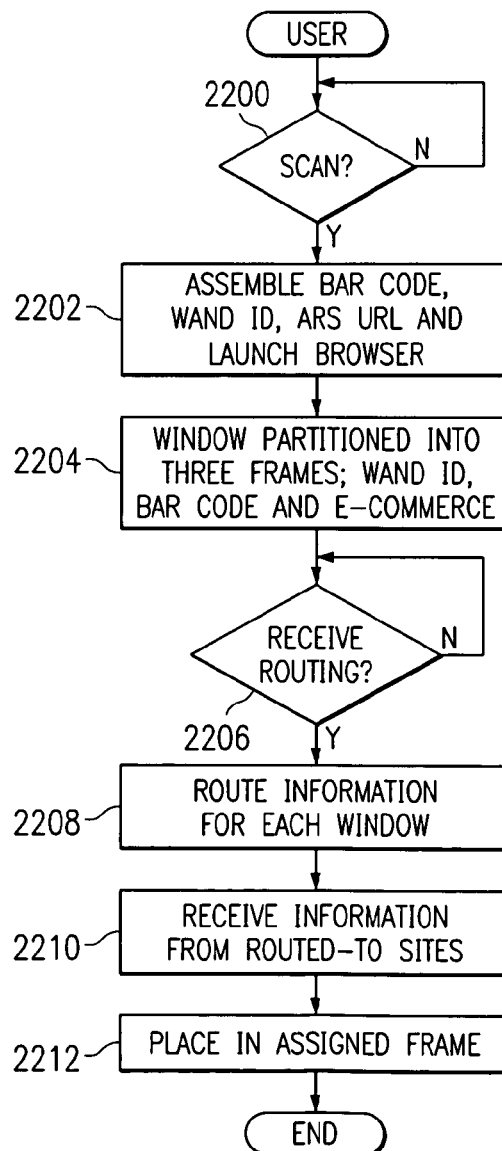 USER
2200
SCAN?
N
Y
2202
ASSEMBLE BAR CODE,
WAND ID, ARS URL AND
LAUNCH BROWSER
2204
WINDOW PARTITIONED INTO
THREE FRAMES; WAND ID,
BAR CODE AND E-COMMERCE
RECEIVE
ROUTING?
N
2206
Y
2208
ROUTE INFORMATION
FOR EACH WINDOW
2210
RECEIVE INFORMATION
FROM ROUTED-TO SITES
2212
PLACE IN ASSIGNED FRAME
END